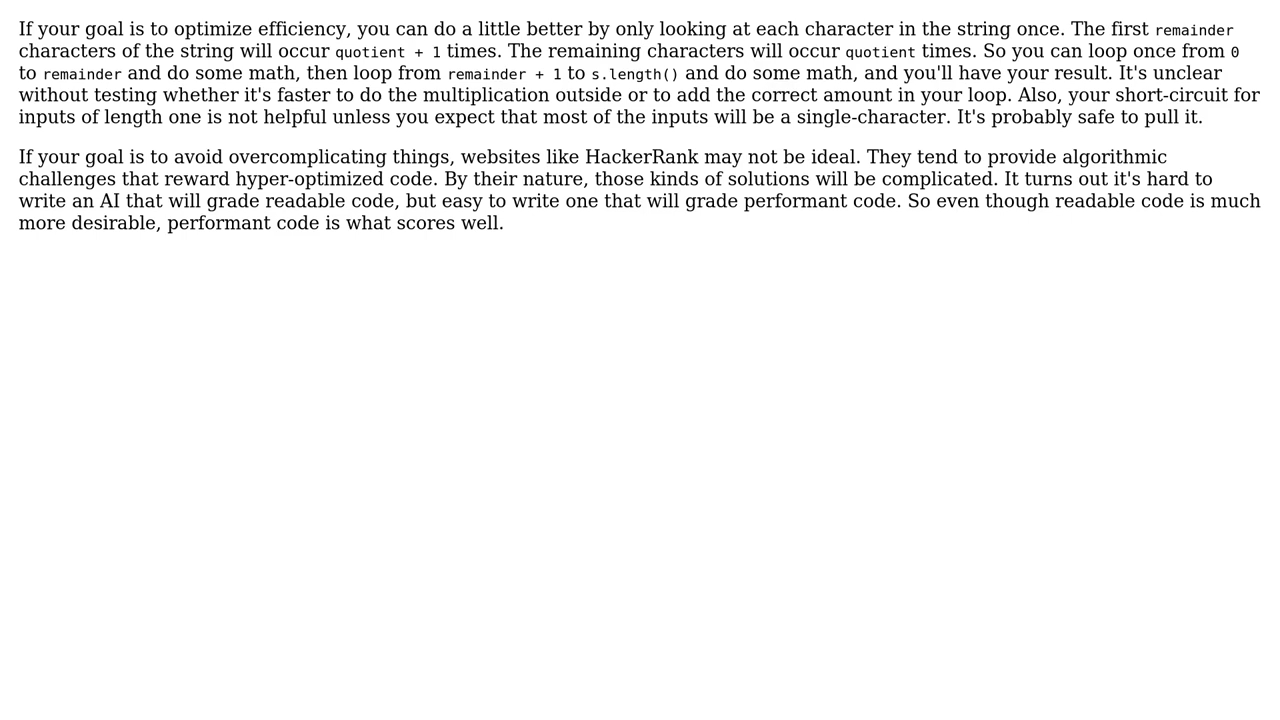 If your goal is to optimize efficiency, you can do a little better by only looking at each character in the string once. The first remainder
characters of the string will occur quotient + 1 times. The remaining characters will occur quotient times. So you can loop once from 0
to remainder and do some math, then loop from remainder + 1 to s.length() and do some math, and you'll have your result. It's unclear
without testing whether it's faster to do the multiplication outside or to add the correct amount in your loop. Also, your short-circuit for
inputs of length one is not helpful unless you expect that most of the inputs will be a single-character. It's probably safe to pull it.
If your goal is to avoid overcomplicating things, websites like HackerRank may not be ideal. They tend to provide algorithmic
challenges that reward hyper-optimized code. By their nature, those kinds of solutions will be complicated. It turns out it's hard to
write an AI that will grade readable code, but easy to write one that will grade performant code. So even though readable code is much
more desirable, performant code is what scores well.